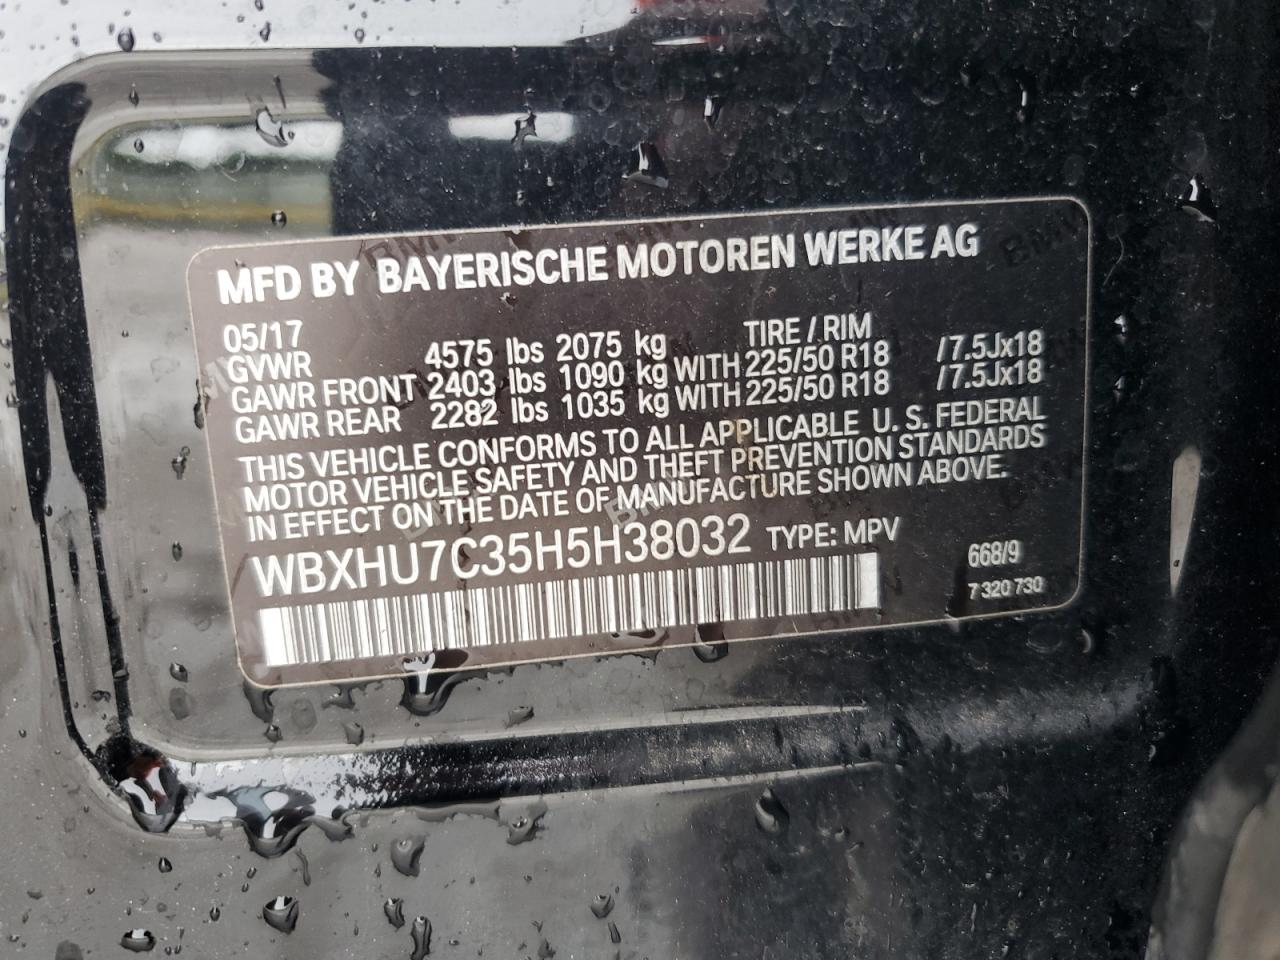 MFD BY BAYERISCHE MOTOREN WERKE AG
05/17 TIRE / RIM
GVWR 4575 lbs 2075 kg
GAWR FRONT 2403 lbs 1090 kg WITH 225/50 R18 /7.5Jx18
GAWR REAR 2282 lbs 1035 kg WITH 225/50 R18 /7.5Jx18
THIS VEHICLE CONFORMS TO ALL APPLICABLE U. S. FEDERAL
MOTOR VEHICLE SAFETY AND THEFT PREVENTION STANDARDS
IN EFFECT ON THE DATE OF MANUFACTURE SHOWN ABOVE.
WBXHU7C35H5H38032 TYPE: MPV
668/9
7 320 730